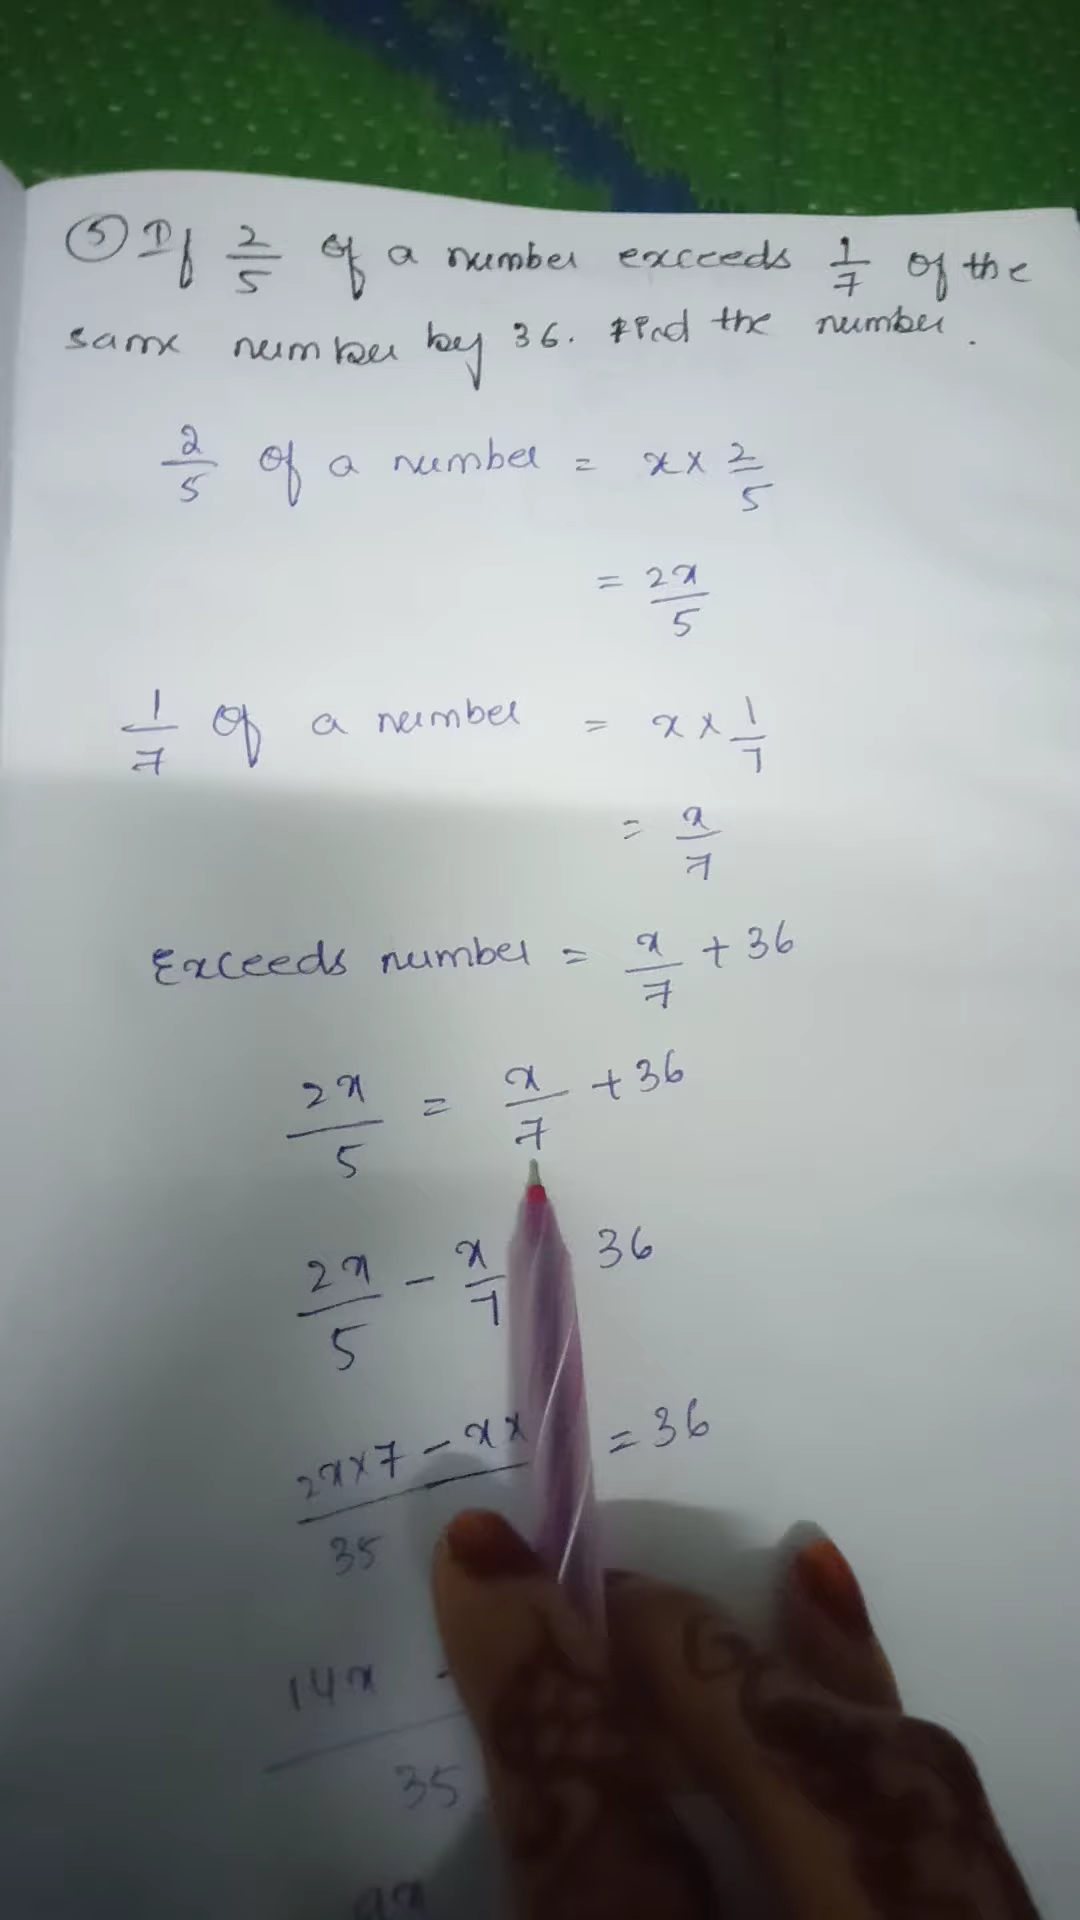 ⑤ If 2/5 of a number exceeds 1/7 of the
same number by 36. Find the number.
2/5 of a number = x × 2/5
= 2x/5
1/7 of a number = x × 1/7
= x/7
Exceeds number = x/7 + 36
2x/5 = x/7 + 36
2x/5 - x/7 36
2x×7 - x× = 36
35
14x -
35
9x